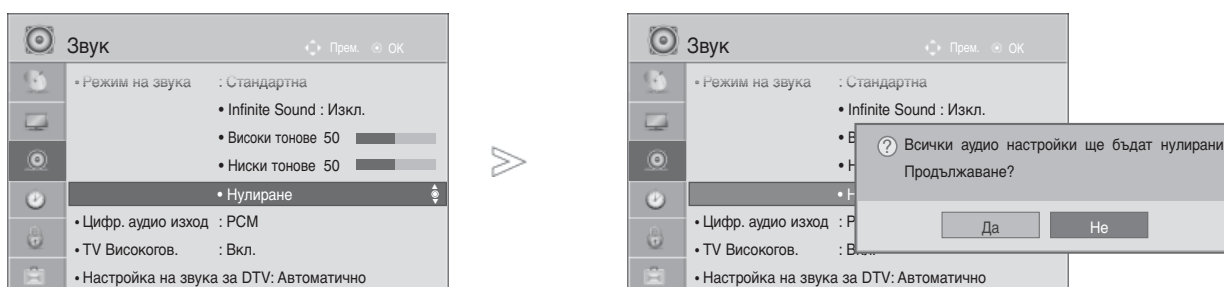 Звук Прем. ОК
• Режим на звука : Стандартна
• Infinite Sound : Изкл.
• Високи тонове 50
• Ниски тонове 50
• Нулиране
• Цифр. аудио изход : PCM
• TV Високогов. : Вкл.
• Настройка на звука за DTV: Автоматично
Звук Прем. ОК
• Режим на звука : Стандартна
• Infinite Sound : Изкл.
Всички аудио настройки ще бъдат нулирани
Продължаване?
Да Не
• Цифр. аудио изход : P
• TV Високогов.
• Настройка на звука за DTV: Автоматично